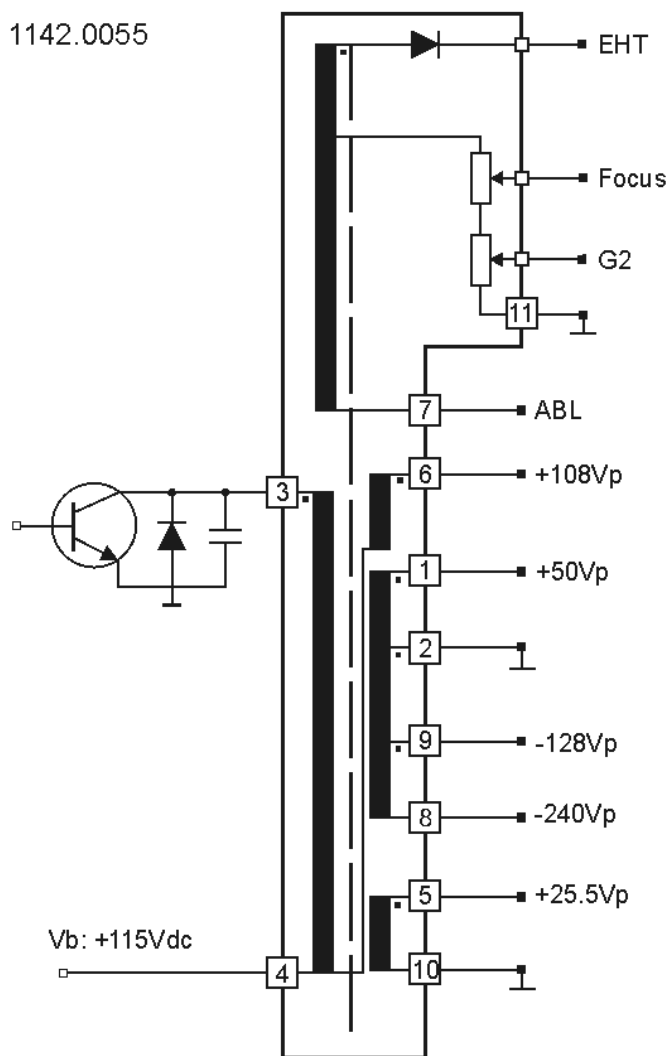 1142.0055
EHT
Focus
G2
11
7
ABL
6
+108Vp
3
1
+50Vp
2
9
-128Vp
8
-240Vp
5
+25.5Vp
Vb: +115Vdc
4
10